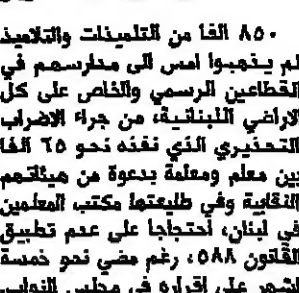 ٨٥٠ الفا من التلميذات والتلاميذ
لم يذهبوا امس الى مدارسهم في
القطاعين الرسمي والخاص على كل
الاراضي اللبنانية، من جراء الاضراب
التحذيري الذي نفذه نحو ٦٥ الفا
بين معلم ومعلمة بدعوة من هيئاتهم
النقابية وفي طليعتها مكتب المعلمين
في لبنان، احتجاجا على عدم تطبيق
القانون ٥٨٨، رغم مضي نحو خمسة
اشهر على اقراره في مجلس النواب.